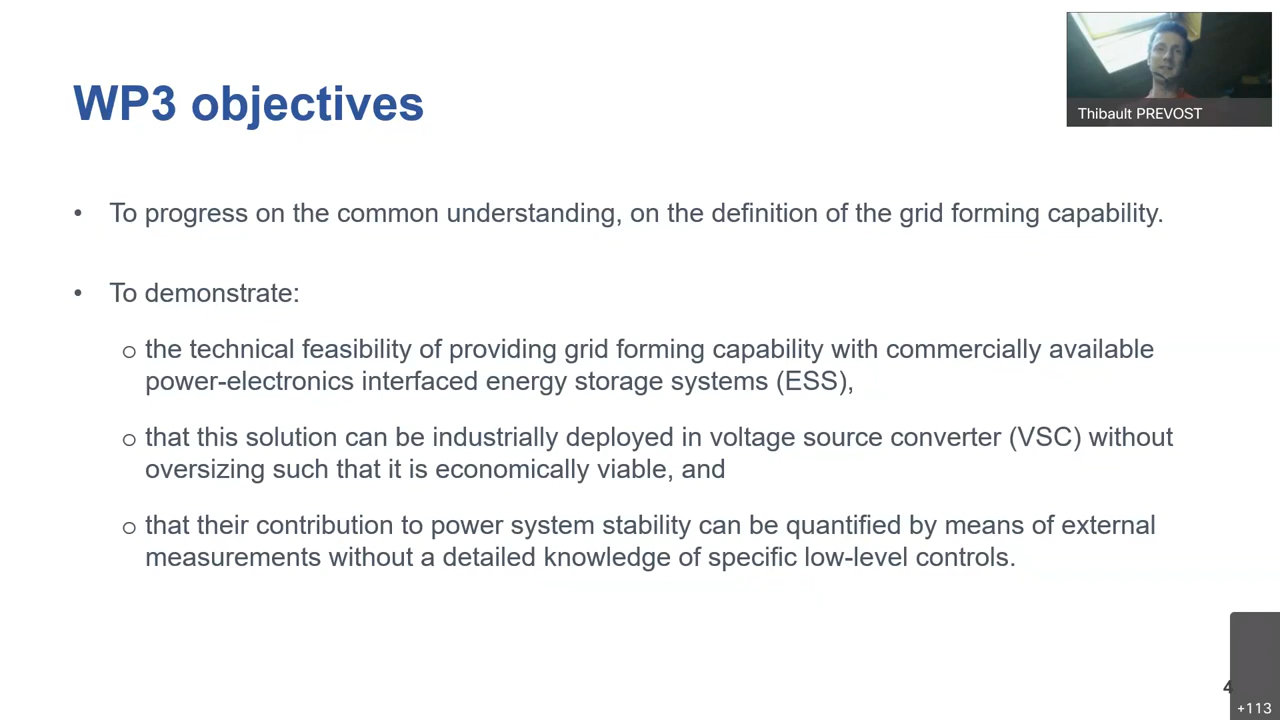 WP3 objectives
Thibault PREVOST
• To progress on the common understanding, on the definition of the grid forming capability.
• To demonstrate:
o the technical feasibility of providing grid forming capability with commercially available
power-electronics interfaced energy storage systems (ESS),
o that this solution can be industrially deployed in voltage source converter (VSC) without
oversizing such that it is economically viable, and
o that their contribution to power system stability can be quantified by means of external
measurements without a detailed knowledge of specific low-level controls.
4
+113